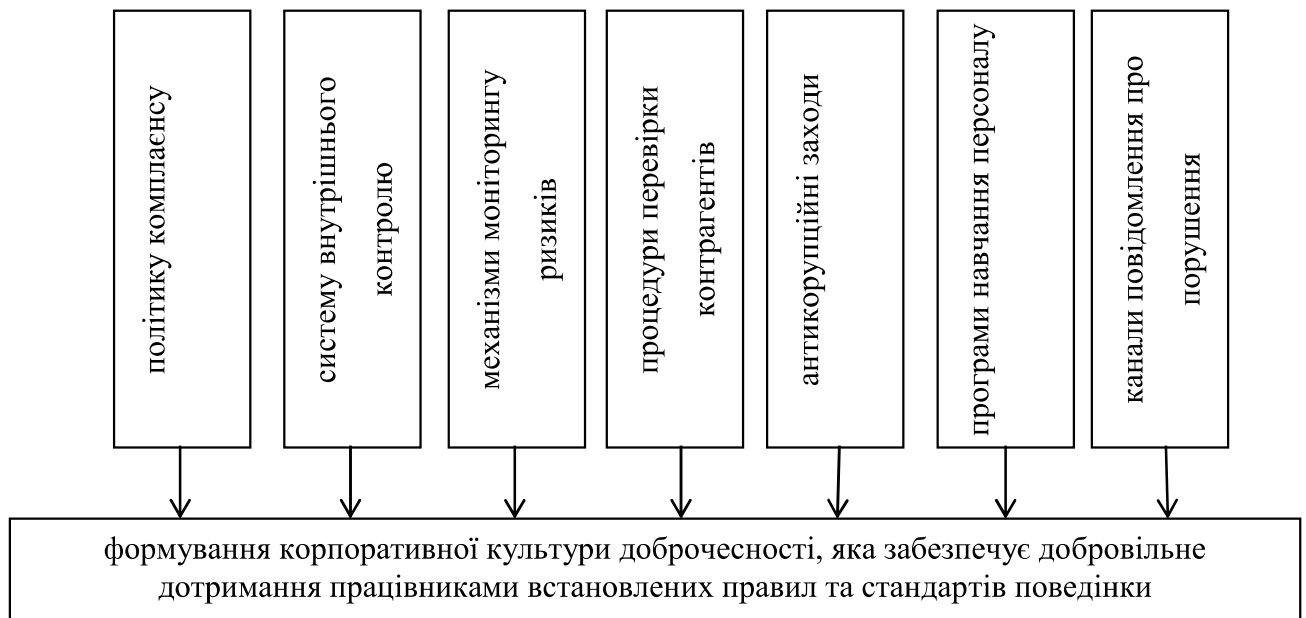 політику комплаєнсу
систему внутрішнього
контролю
механізми моніторингу
ризиків
процедури перевірки
контрагентів
антикорупційні заходи
програми навчання персоналу
канали повідомлення про
порушення
формування корпоративної культури доброчесності, яка забезпечує добровільне
дотримання працівниками встановлених правил та стандартів поведінки